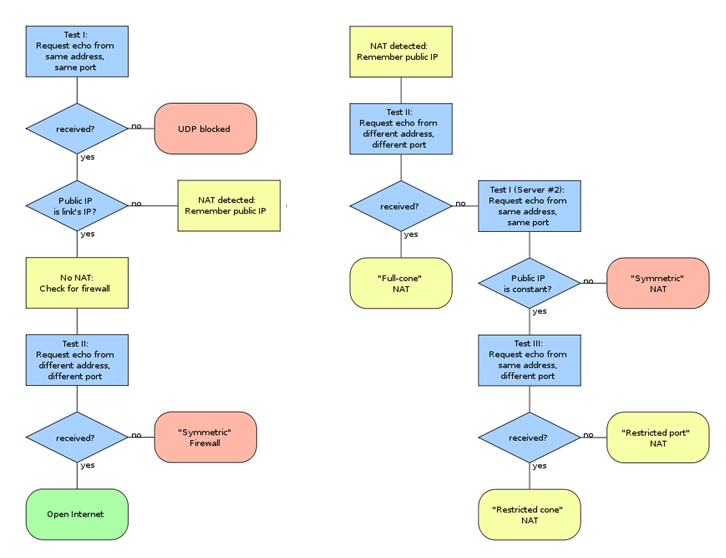 Test I:
Request echo from
same address,
same port
received?
no
UDP blocked
yes
Public IP
is link's IP?
no
NAT detected:
Remember public IP
yes
No NAT:
Check for firewall
Test II:
Request echo from
different address,
different port
received?
no
"Symmetric"
Firewall
yes
Open Internet
NAT detected:
Remember public IP
Test II:
Request echo from
different address,
different port
received?
no
yes
"Full-cone"
NAT
Test I (Server #2):
Request echo from
same address,
same port
Public IP
is constant?
no
"Symmetric"
NAT
yes
Test III:
Request echo from
same address,
different port
received?
no
"Restricted port"
NAT
yes
"Restricted cone"
NAT